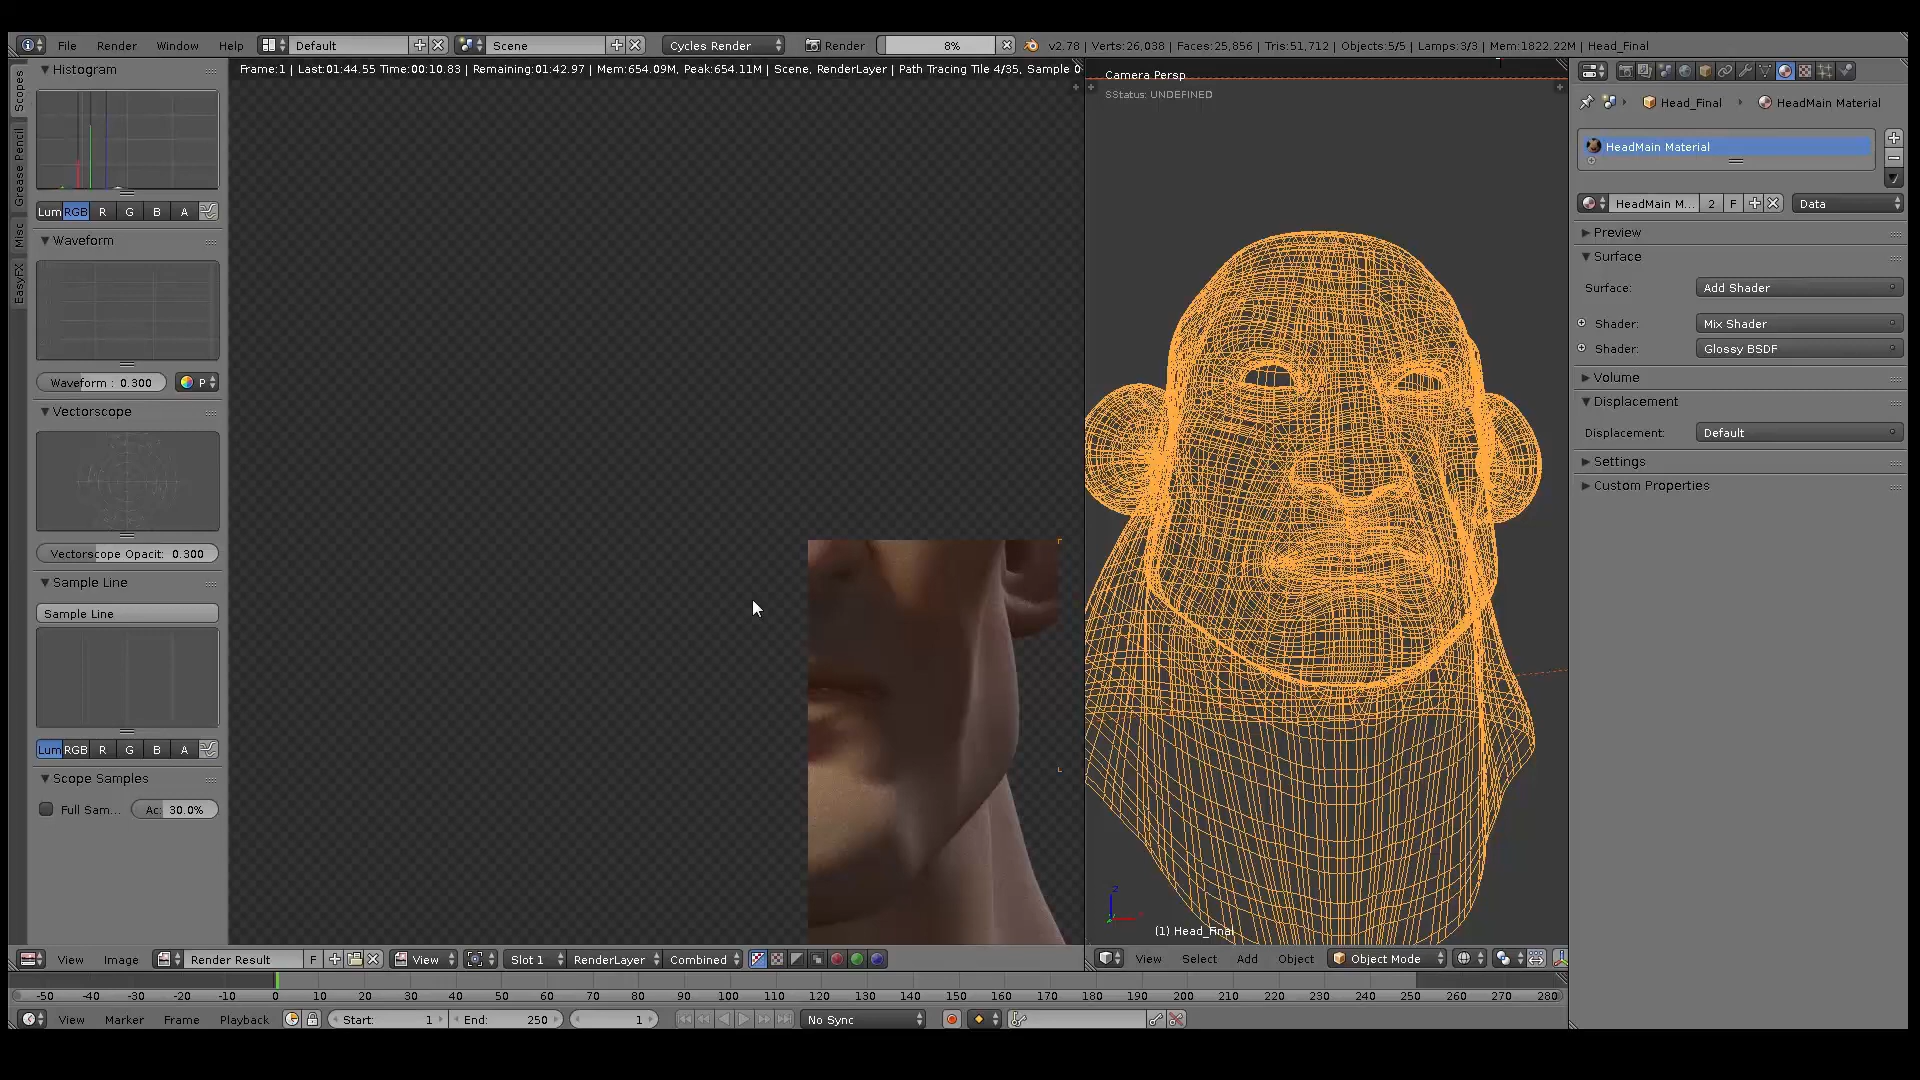 File Render Window Help Default Scene Cycles Render Render 8% v2.78 | Verts:26,038 | Faces:25,856 | Tris:51,712 | Objects:5/5 | Lamps:3/3 | Mem:1822.22M | Head_Final
Scopes
Grease Pencil
Misc
EasyFX
Histogram
Lum RGB R G B A
Waveform
Waveform : 0.300 P
Vectorscope
Vectorscope Opacit: 0.300
Sample Line
Sample Line
Lum RGB R G B A
Scope Samples
Full Sam... Ac: 30.0%
Frame:1 | Last:01:44.55 Time:00:10.83 | Remaining:01:42.97 | Mem:654.09M, Peak:654.11M | Scene, RenderLayer | Path Tracing Tile 4/35, Sample 0
View Image Render Result F View Slot 1 RenderLayer Combined
Camera Persp
SStatus: UNDEFINED
(1) Head_Final
View Select Add Object Object Mode
Head_Final HeadMain Material
HeadMain Material
HeadMain M... 2 F Data
Preview
Surface
Surface: Add Shader
Shader: Mix Shader
Shader: Glossy BSDF
Volume
Displacement
Displacement: Default
Settings
Custom Properties
-50 -40 -30 -20 -10 0 10 20 30 40 50 60 70 80 90 100 110 120 130 140 150 160 170 180 190 200 210 220 230 240 250 260 270 280
View Marker Frame Playback Start: 1 End: 250 1 No Sync